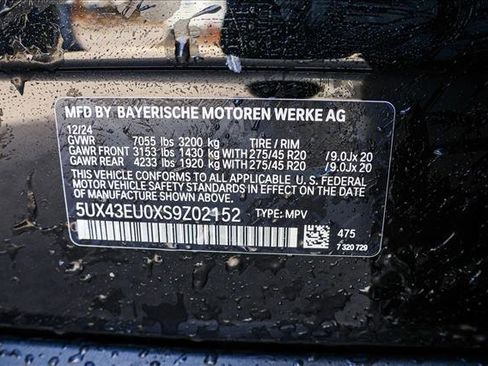 MFD BY BAYERISCHE MOTOREN WERKE AG
12/24
GVWR 7055 lbs 3200 kg TIRE / RIM
GAWR FRONT 3153 lbs 1430 kg WITH 275/45 R20 /9.0Jx 20
GAWR REAR 4233 lbs 1920 kg WITH 275/45 R20 /9.0Jx 20
THIS VEHICLE CONFORMS TO ALL APPLICABLE U. S. FEDERAL
MOTOR VEHICLE SAFETY STANDARDS IN EFFECT ON THE DATE OF
MANUFACTURE SHOWN ABOVE.
5UX43EU0XS9Z02152 TYPE: MPV
475
7 320 729